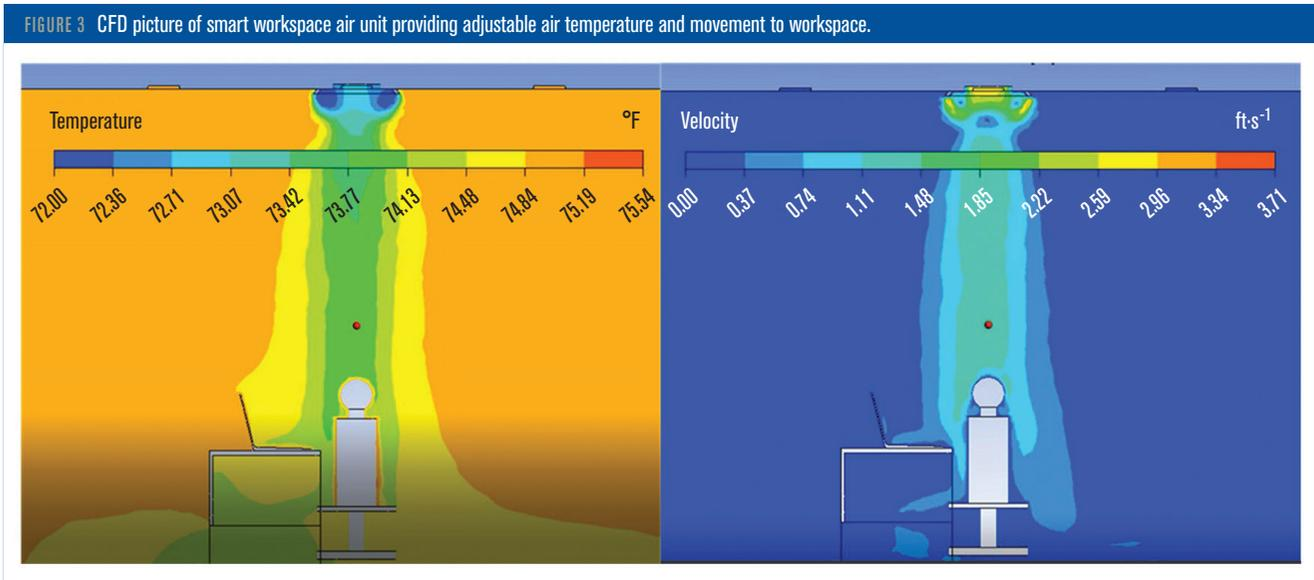 FIGURE 3 CFD picture of smart workspace air unit providing adjustable air temperature and movement to workspace.
Temperature °F
72.00 72.36 72.71 73.07 73.42 73.77 74.13 74.48 74.84 75.19 75.54
Velocity ft·s-1
0.00 0.37 0.74 1.11 1.48 1.85 2.22 2.59 2.96 3.34 3.71